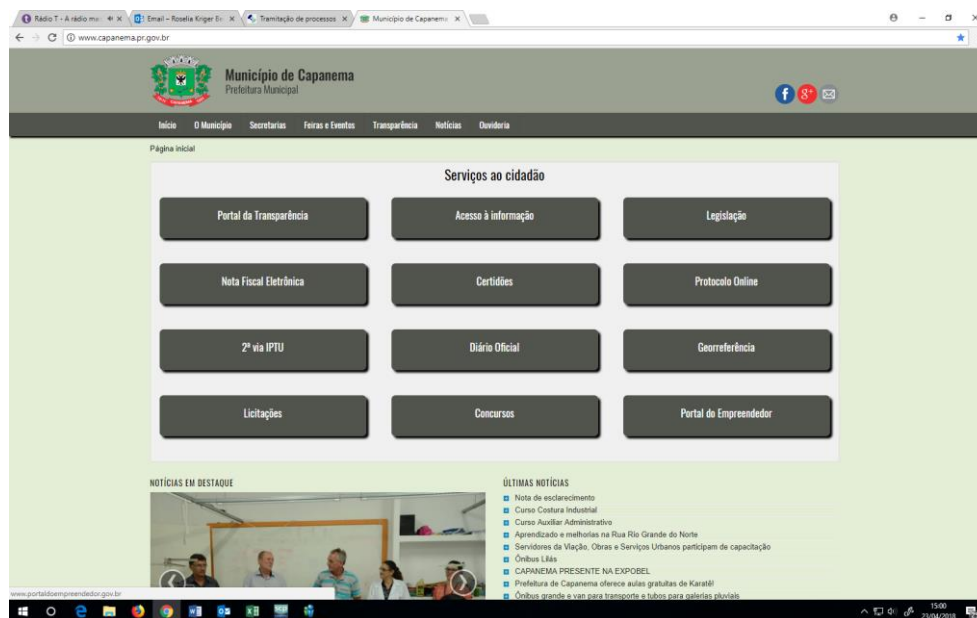 Rádio T - A rádio ma
Email – Roselia Kriger
Tramitação de processos
Município de Capanema
www.capanema.pr.gov.br
Município de Capanema
Prefeitura Municipal
Início O Município Secretarias Feiras e Eventos Transparência Notícias Ouvidoria
Página inicial
Serviços ao cidadão
Portal da Transparência Acesso à informação Legislação
Nota Fiscal Eletrônica Certidões Protocolo Online
2ª via IPTU Diário Oficial Georreferência
Licitações Concursos Portal do Empreendedor
NOTÍCIAS EM DESTAQUE
ÚLTIMAS NOTÍCIAS
Nota de esclarecimento
Curso Costura Industrial
Curso Auxiliar Administrativo
Aprendizado e melhorias na Rua Rio Grande do Norte
Servidores da Viação, Obras e Serviços Urbanos participam de capacitação
Ônibus Lilás
CAPANEMA PRESENTE NA EXPOBEL
Prefeitura de Capanema oferece aulas gratuitas de Karatê!
Ônibus grande e van para transporte e tubos para galerias pluviais
www.portaldoempreendedor.gov.br
15:00
23/04/2018